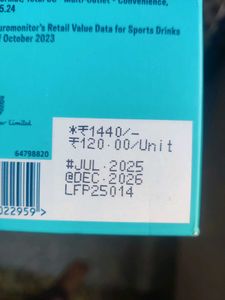 Multi Outlet - Convenience,
5.24
uromonitor's Retail Value Data for Sports Drinks
f October 2023
Limited
64798820
022959 >
*₹1440/-
₹120.00/Unit
#JUL.2025
@DEC.2026
LFP25014